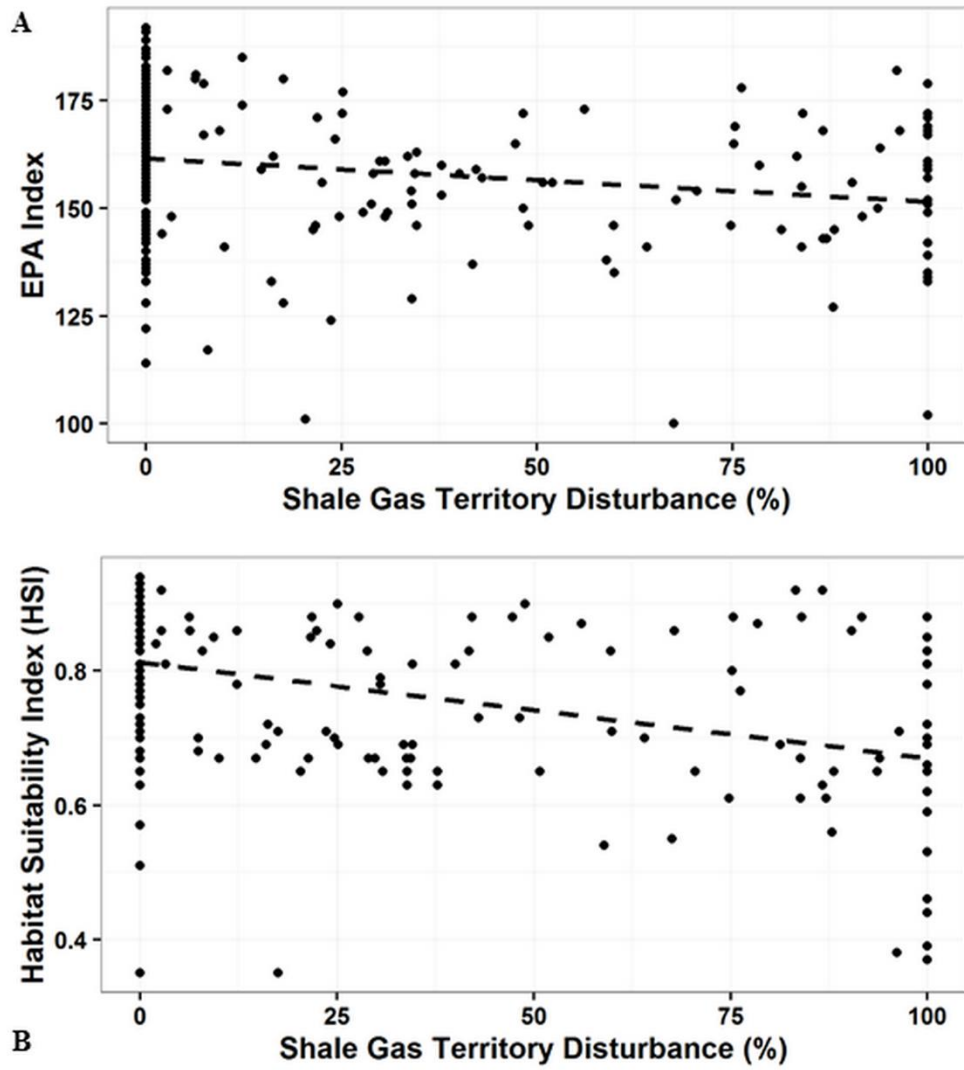 A
EPA Index
175
150
125
100
0 25 50 75 100
Shale Gas Territory Disturbance (%)
Habitat Suitability Index (HSI)
0.8
0.6
0.4
0 25 50 75 100
B
Shale Gas Territory Disturbance (%)